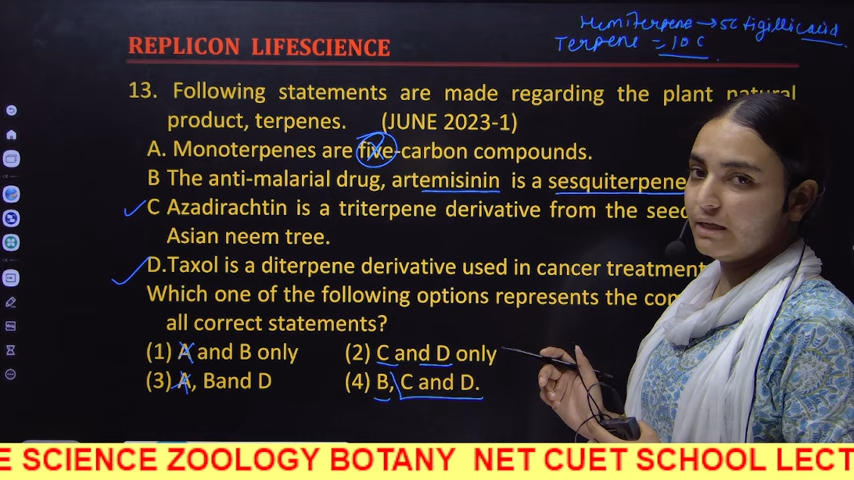 Hemiterpene → 5C tigillic acid
REPLICON LIFESCIENCE
Terpene = 10 C
13. Following statements are made regarding the plant natural
product, terpenes. (JUNE 2023-1)
A. Monoterpenes are five-carbon compounds.
B The anti-malarial drug, artemisinin is a sesquiterpene
C Azadirachtin is a triterpene derivative from the seed
Asian neem tree.
D.Taxol is a diterpene derivative used in cancer treatment
Which one of the following options represents the
all correct statements?
(1) A and B only (2) C and D only
(3) A, Band D (4) B, C and D.
E SCIENCE ZOOLOGY BOTANY NET CUET SCHOOL LECT